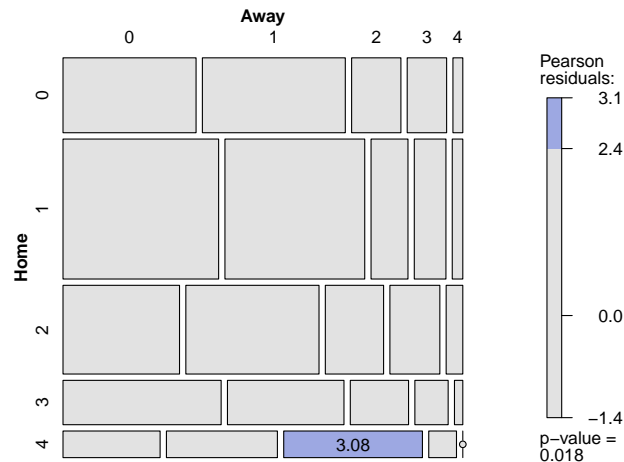 Away
0 1 2 3 4
Home
0
1
2
3
4
3.08
Pearson
residuals:
3.1
2.4
0.0
−1.4
p−value =
0.018